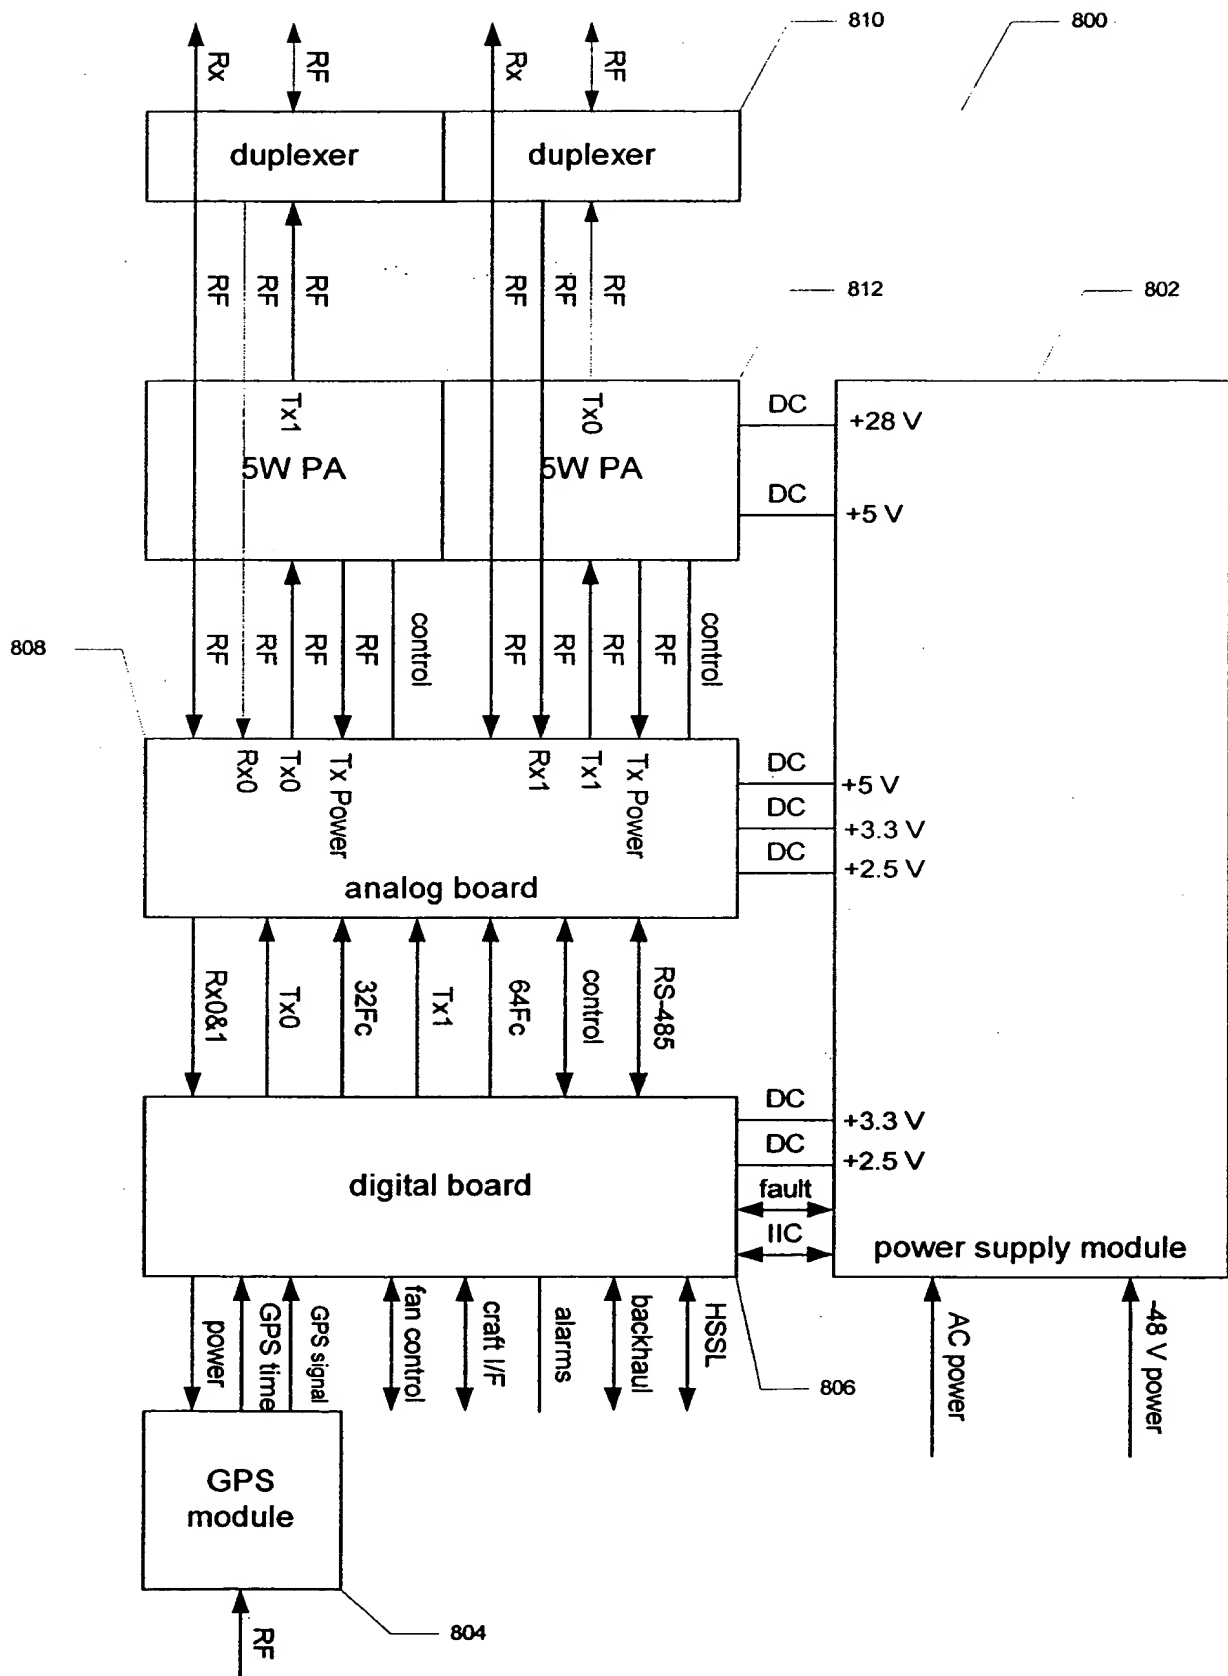 810
800
Rx
RF
Rx
RF
duplexer
duplexer
RF
RF
RF
RF
RF
RF
812
802
Tx1
Tx0
5W PA
5W PA
DC
+28 V
DC
+5 V
808
RF
RF
RF
RF
control
RF
RF
RF
RF
control
Rx0
Tx0
Tx Power
Rx1
Tx1
Tx Power
analog board
DC
+5 V
DC
+3.3 V
DC
+2.5 V
Rx0&1
Tx0
32Fc
Tx1
64Fc
control
RS-485
DC
+3.3 V
DC
+2.5 V
digital board
fault
IIC
power supply module
power
GPS time
GPS signal
fan control
craft I/F
alarms
backhaul
HSSL
806
AC power
-48 V power
GPS
module
804
RF